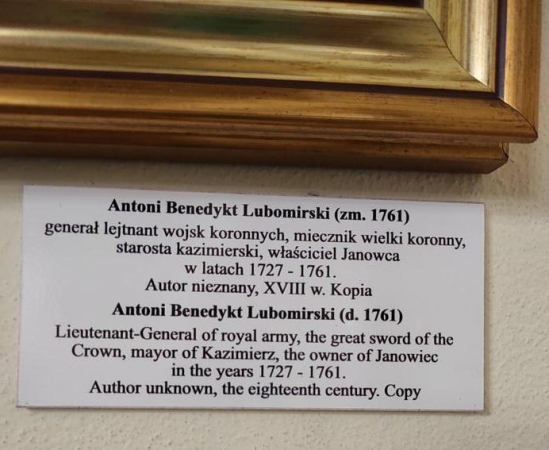 Antoni Benedykt Lubomirski (zm. 1761)
generał lejtnant wojsk koronnych, miecznik wielki koronny,
starosta kazimierski, właściciel Janowca
w latach 1727 - 1761.
Autor nieznany, XVIII w. Kopia
Antoni Benedykt Lubomirski (d. 1761)
Lieutenant-General of royal army, the great sword of the
Crown, mayor of Kazimierz, the owner of Janowiec
in the years 1727 - 1761.
Author unknown, the eighteenth century. Copy